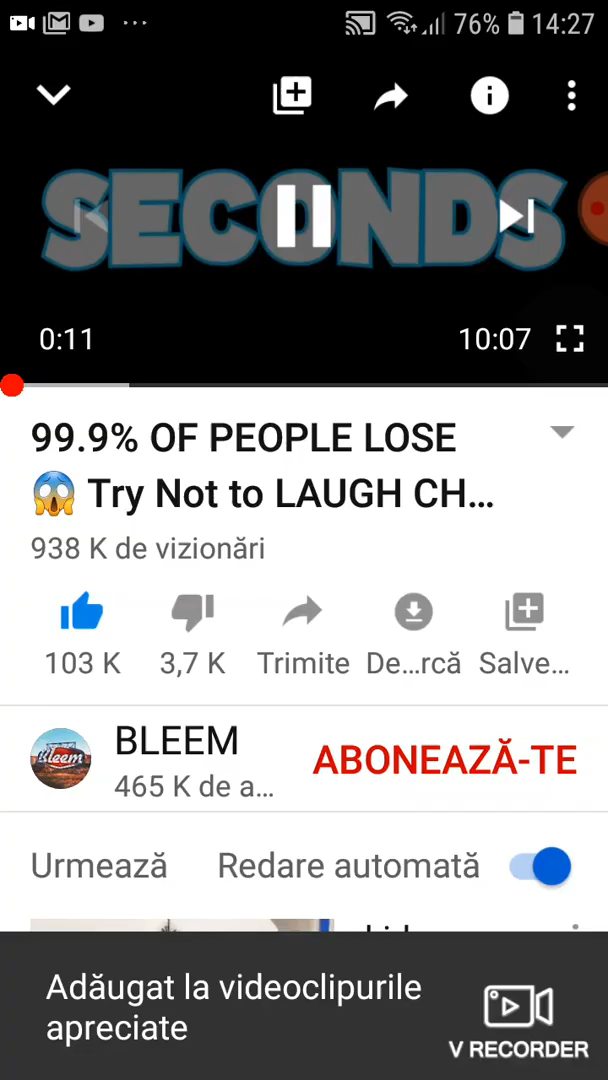 76% 14:27
SECONDS
0:11 10:07
99.9% OF PEOPLE LOSE
😱 Try Not to LAUGH CH...
938 K de vizionări
103 K 3,7 K Trimite De...rcă Salve...
Bleem
BLEEM
465 K de a...
ABONEAZĂ-TE
Urmează Redare automată
Adăugat la videoclipurile
apreciate
V RECORDER